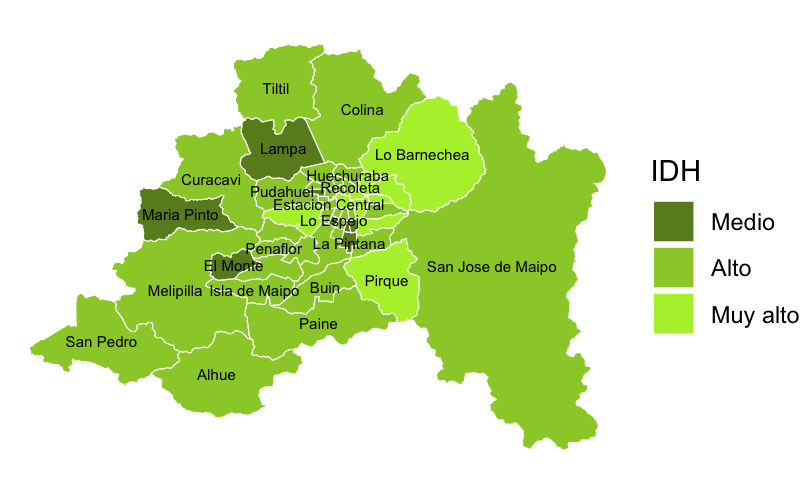 Tiltil
Colina
Lampa
Lo Barnechea
Huechuraba
Curacavi
Pudahuel
Recoleta
Estacion Central
Maria Pinto
Lo Espejo
Penaflor
La Pintana
El Monte
San Jose de Maipo
Pirque
Melipilla
Isla de Maipo
Buin
Paine
San Pedro
Alhue
IDH
Medio
Alto
Muy alto